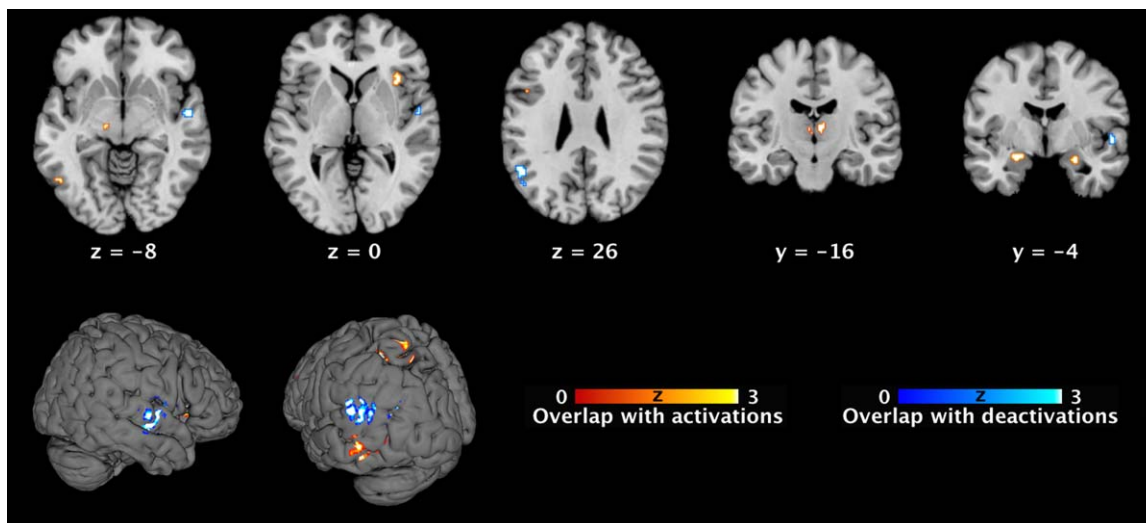 z = −8
z = 0
z = 26
y = −16
y = −4
0 Z 3
Overlap with activations
0 Z 3
Overlap with deactivations